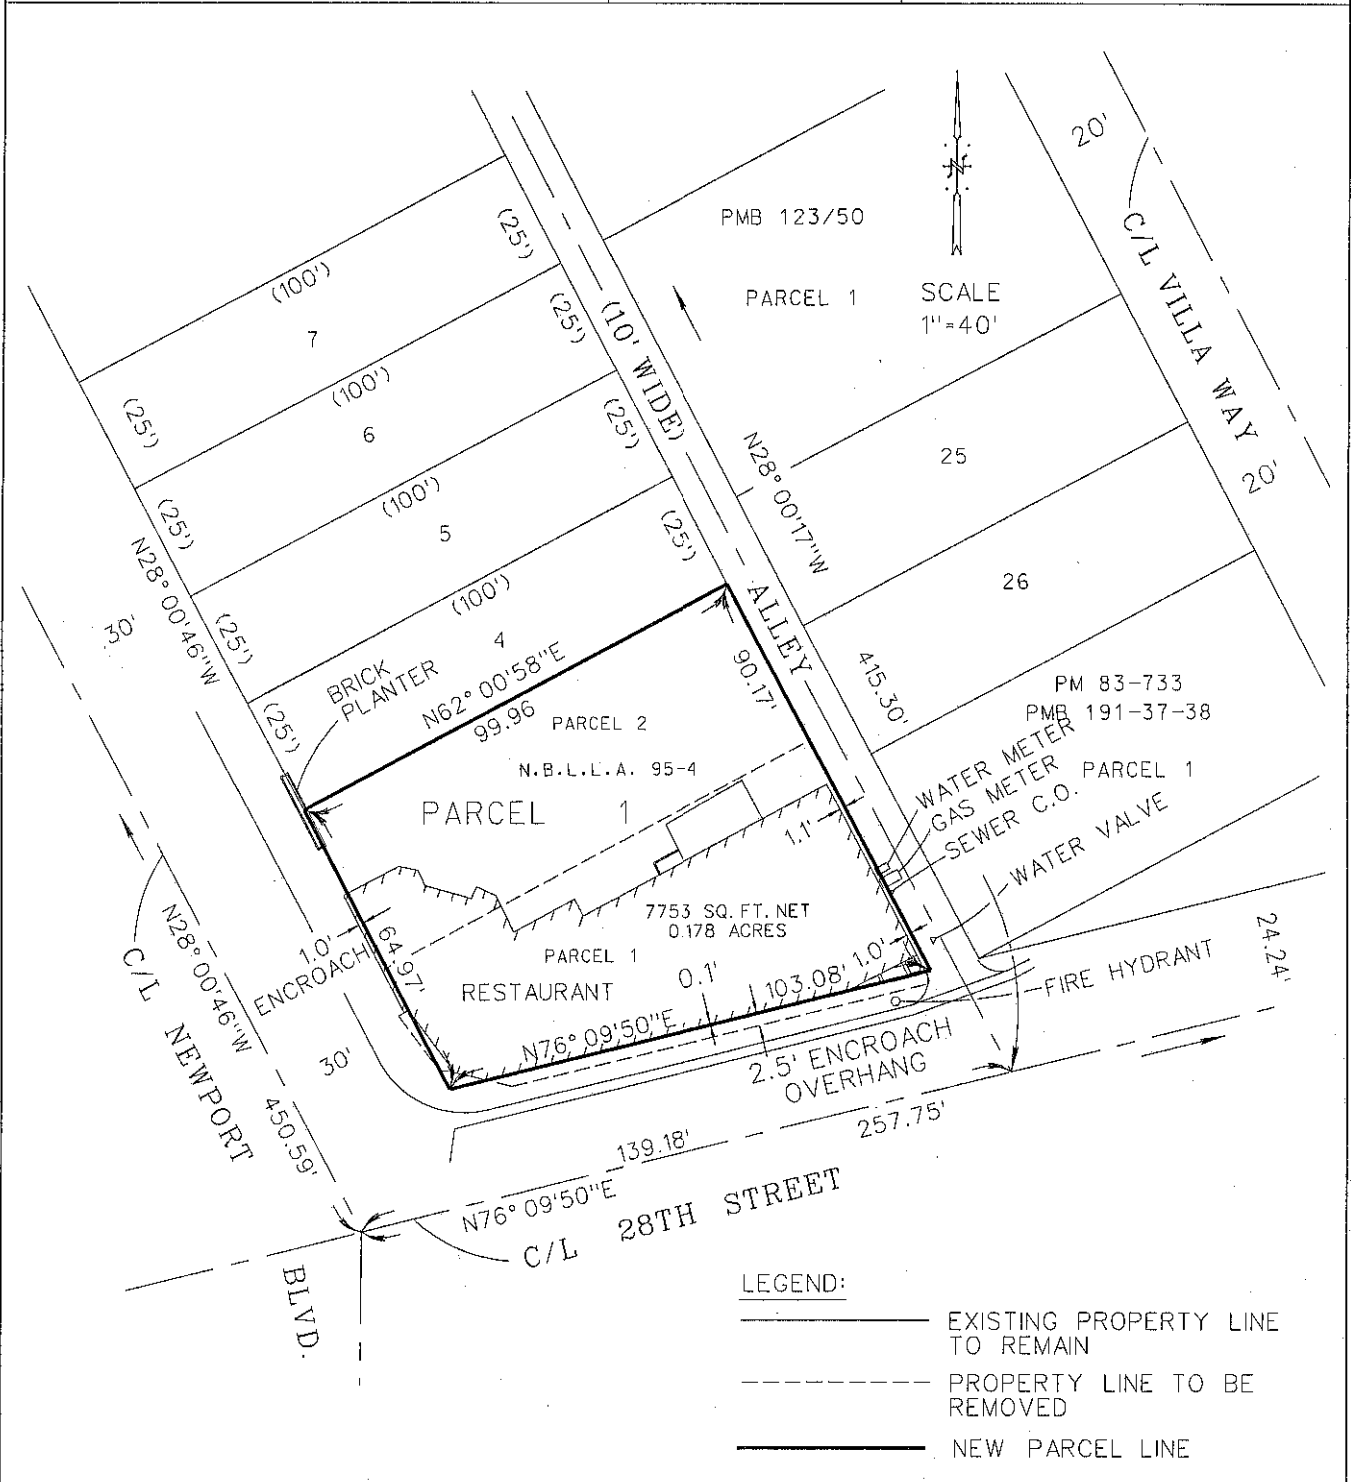 20'
PMB 123/50
C/L VILLA WAY
(25')
(100')
PARCEL 1
SCALE
1"=40'
7
(25')
(10' WIDE)
(100')
(25')
6
(25')
N28°00'17"W
25
20'
(100')
(25')
5
(25')
N28°00'46"W
26
(100')
ALLEY
30'
(25')
4
BRICK
PLANTER
N62°00'58"E
99.96
90.17'
415.30'
PM 83-733
PMB 191-37-38
PARCEL 1
(25')
PARCEL 2
N.B.L.L.A. 95-4
PARCEL 1
WATER METER
GAS METER
SEWER C.O.
WATER VALVE
1.1'
7753 SQ. FT. NET
0.178 ACRES
1.0'
ENCROACH
64.97'
PARCEL 1
RESTAURANT
0.1'
103.08'
1.0'
FIRE HYDRANT
24.24'
N76°09'50"E
2.5' ENCROACH
OVERHANG
C/L NEWPORT
N28°00'46"W
30'
450.59'
139.18'
257.75'
N76°09'50"E
C/L 28TH STREET
BLVD.
LEGEND:
EXISTING PROPERTY LINE
TO REMAIN
PROPERTY LINE TO BE
REMOVED
NEW PARCEL LINE